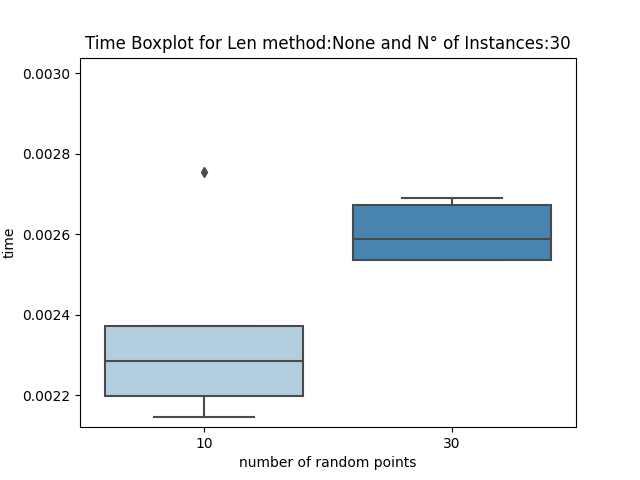 Time Boxplot for Len method:None and N° of Instances:30
0.0030
0.0028
0.0026
0.0024
0.0022
time
10 30
number of random points